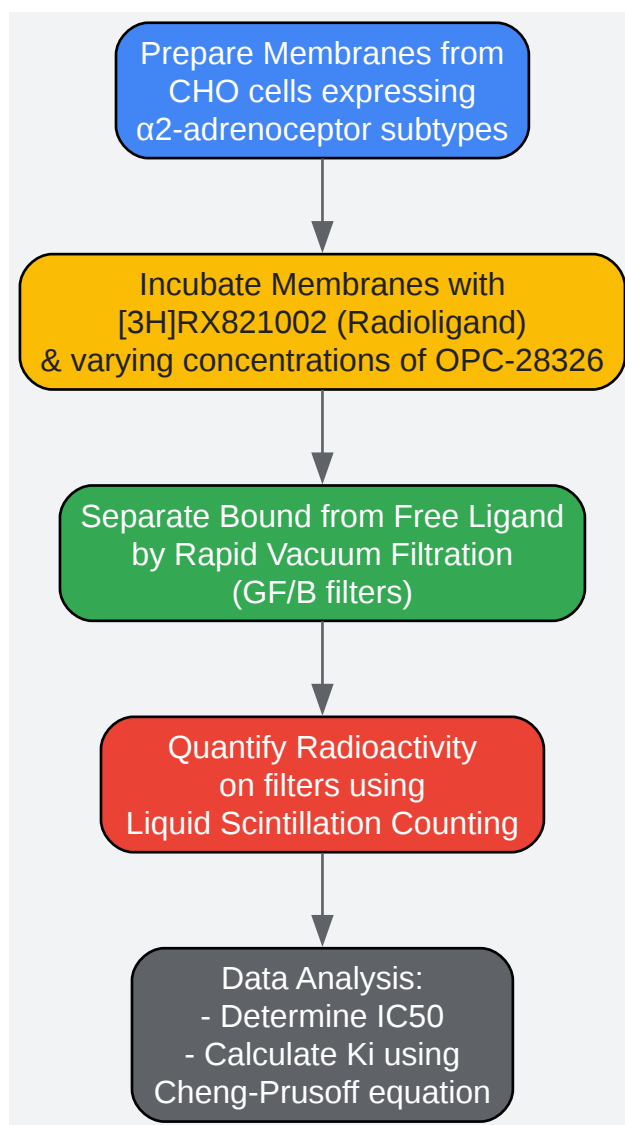 Prepare Membranes from
CHO cells expressing
α2-adrenoceptor subtypes
Incubate Membranes with
[3H]RX821002 (Radioligand)
& varying concentrations of OPC-28326
Separate Bound from Free Ligand
by Rapid Vacuum Filtration
(GF/B filters)
Quantify Radioactivity
on filters using
Liquid Scintillation Counting
Data Analysis:
- Determine IC50
- Calculate Ki using
Cheng-Prusoff equation